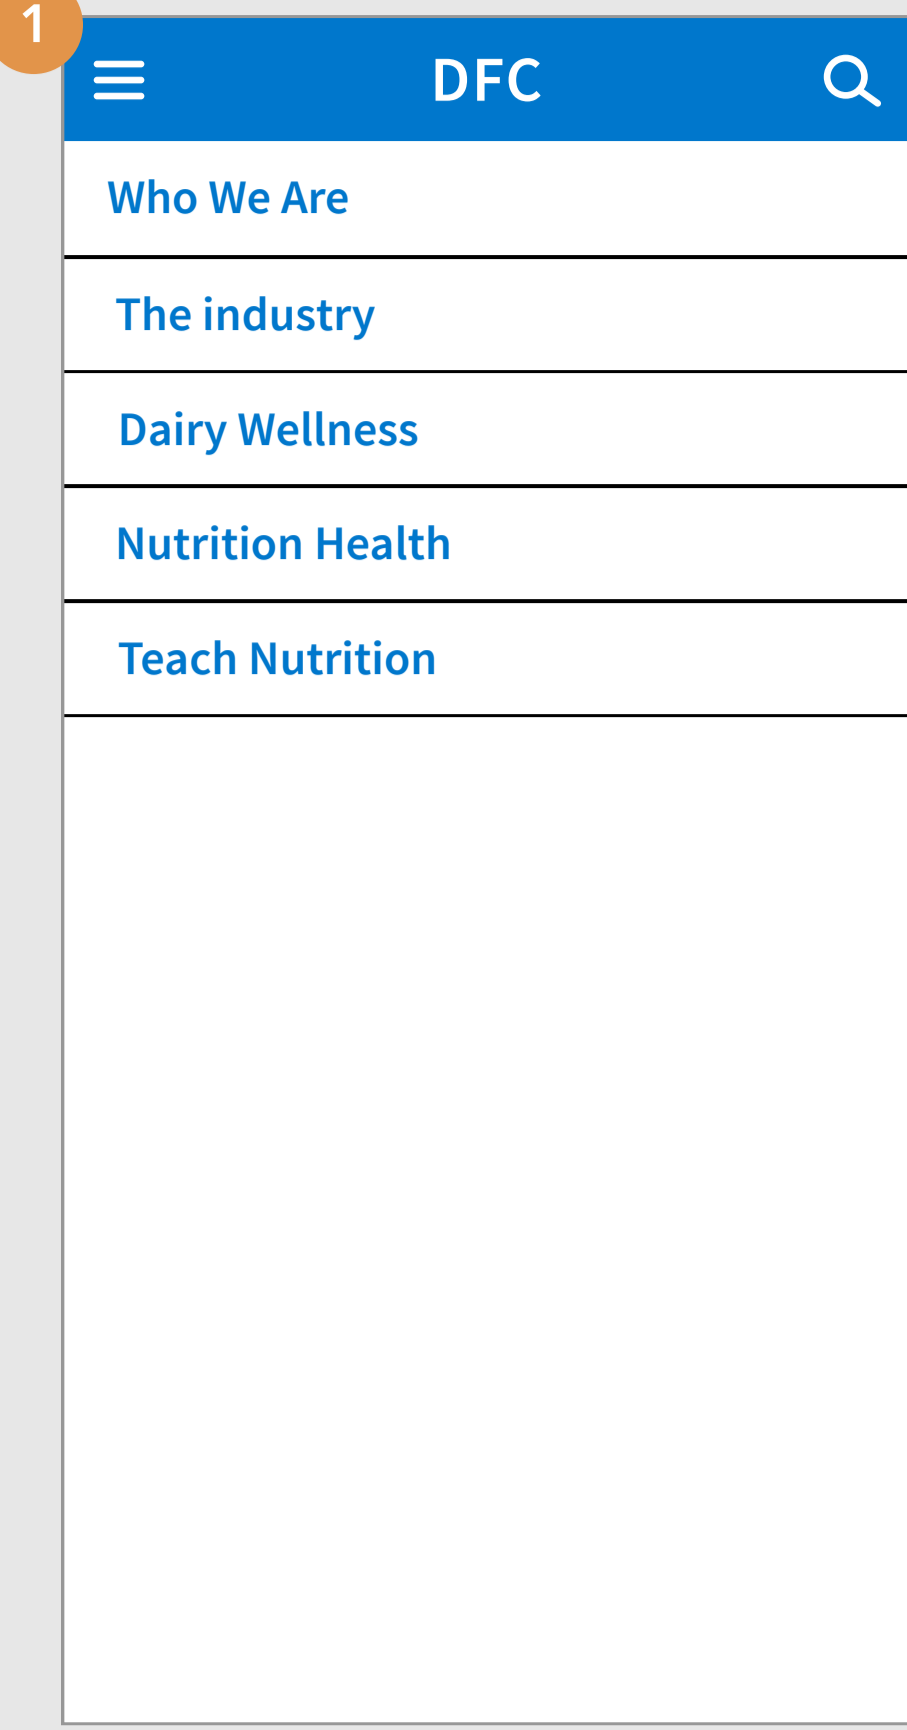 1
DFC
Who We Are
The industry
Dairy Wellness
Nutrition Health
Teach Nutrition